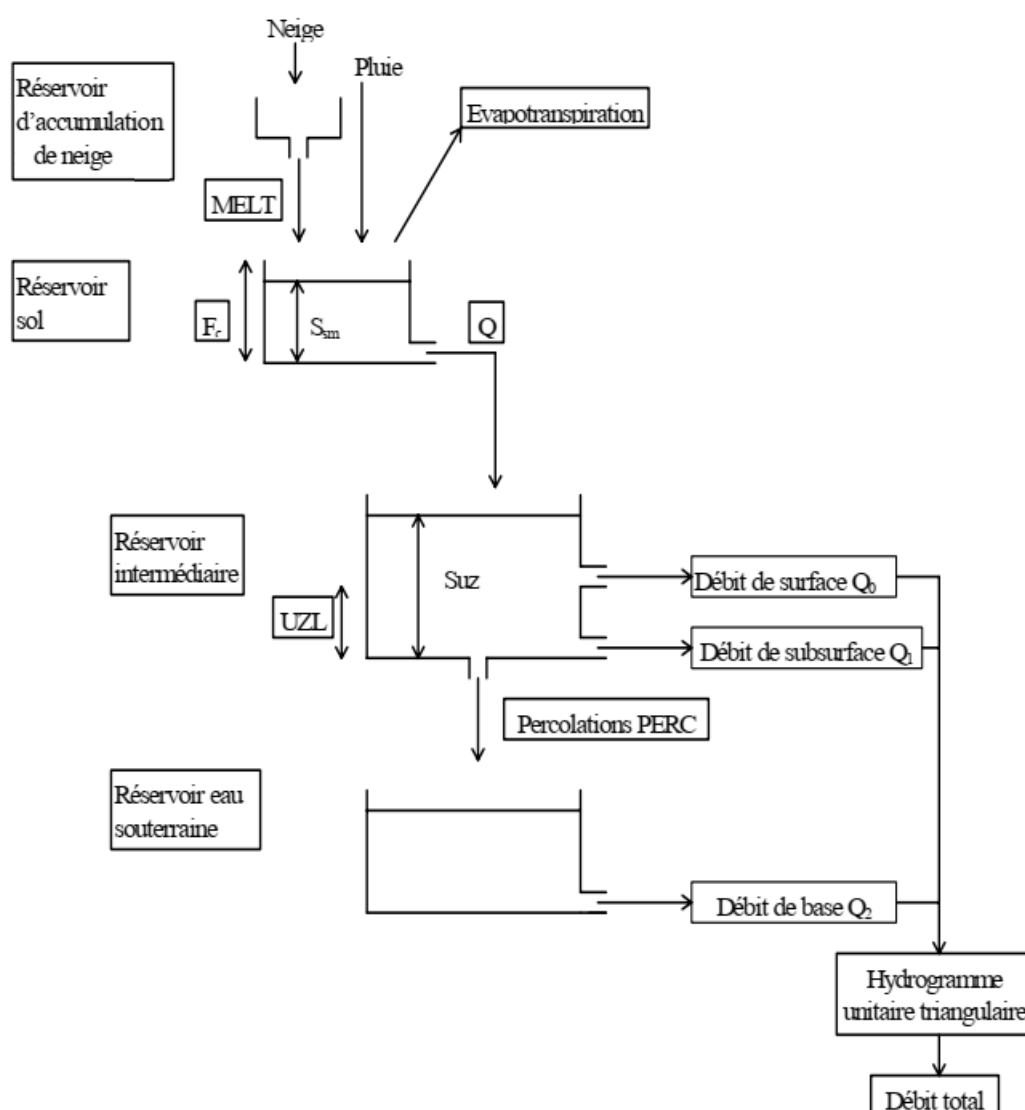 Neige
Pluie
Réservoir
d'accumulation
de neige
Evapotranspiration
MELT
Réservoir
sol
Fc
Ssm
Q
Réservoir
intermédiaire
Suz
UZL
Débit de surface Q0
Débit de subsurface Q1
Percolations PERC
Réservoir eau
souterraine
Débit de base Q2
Hydrogramme
unitaire triangulaire
Débit total